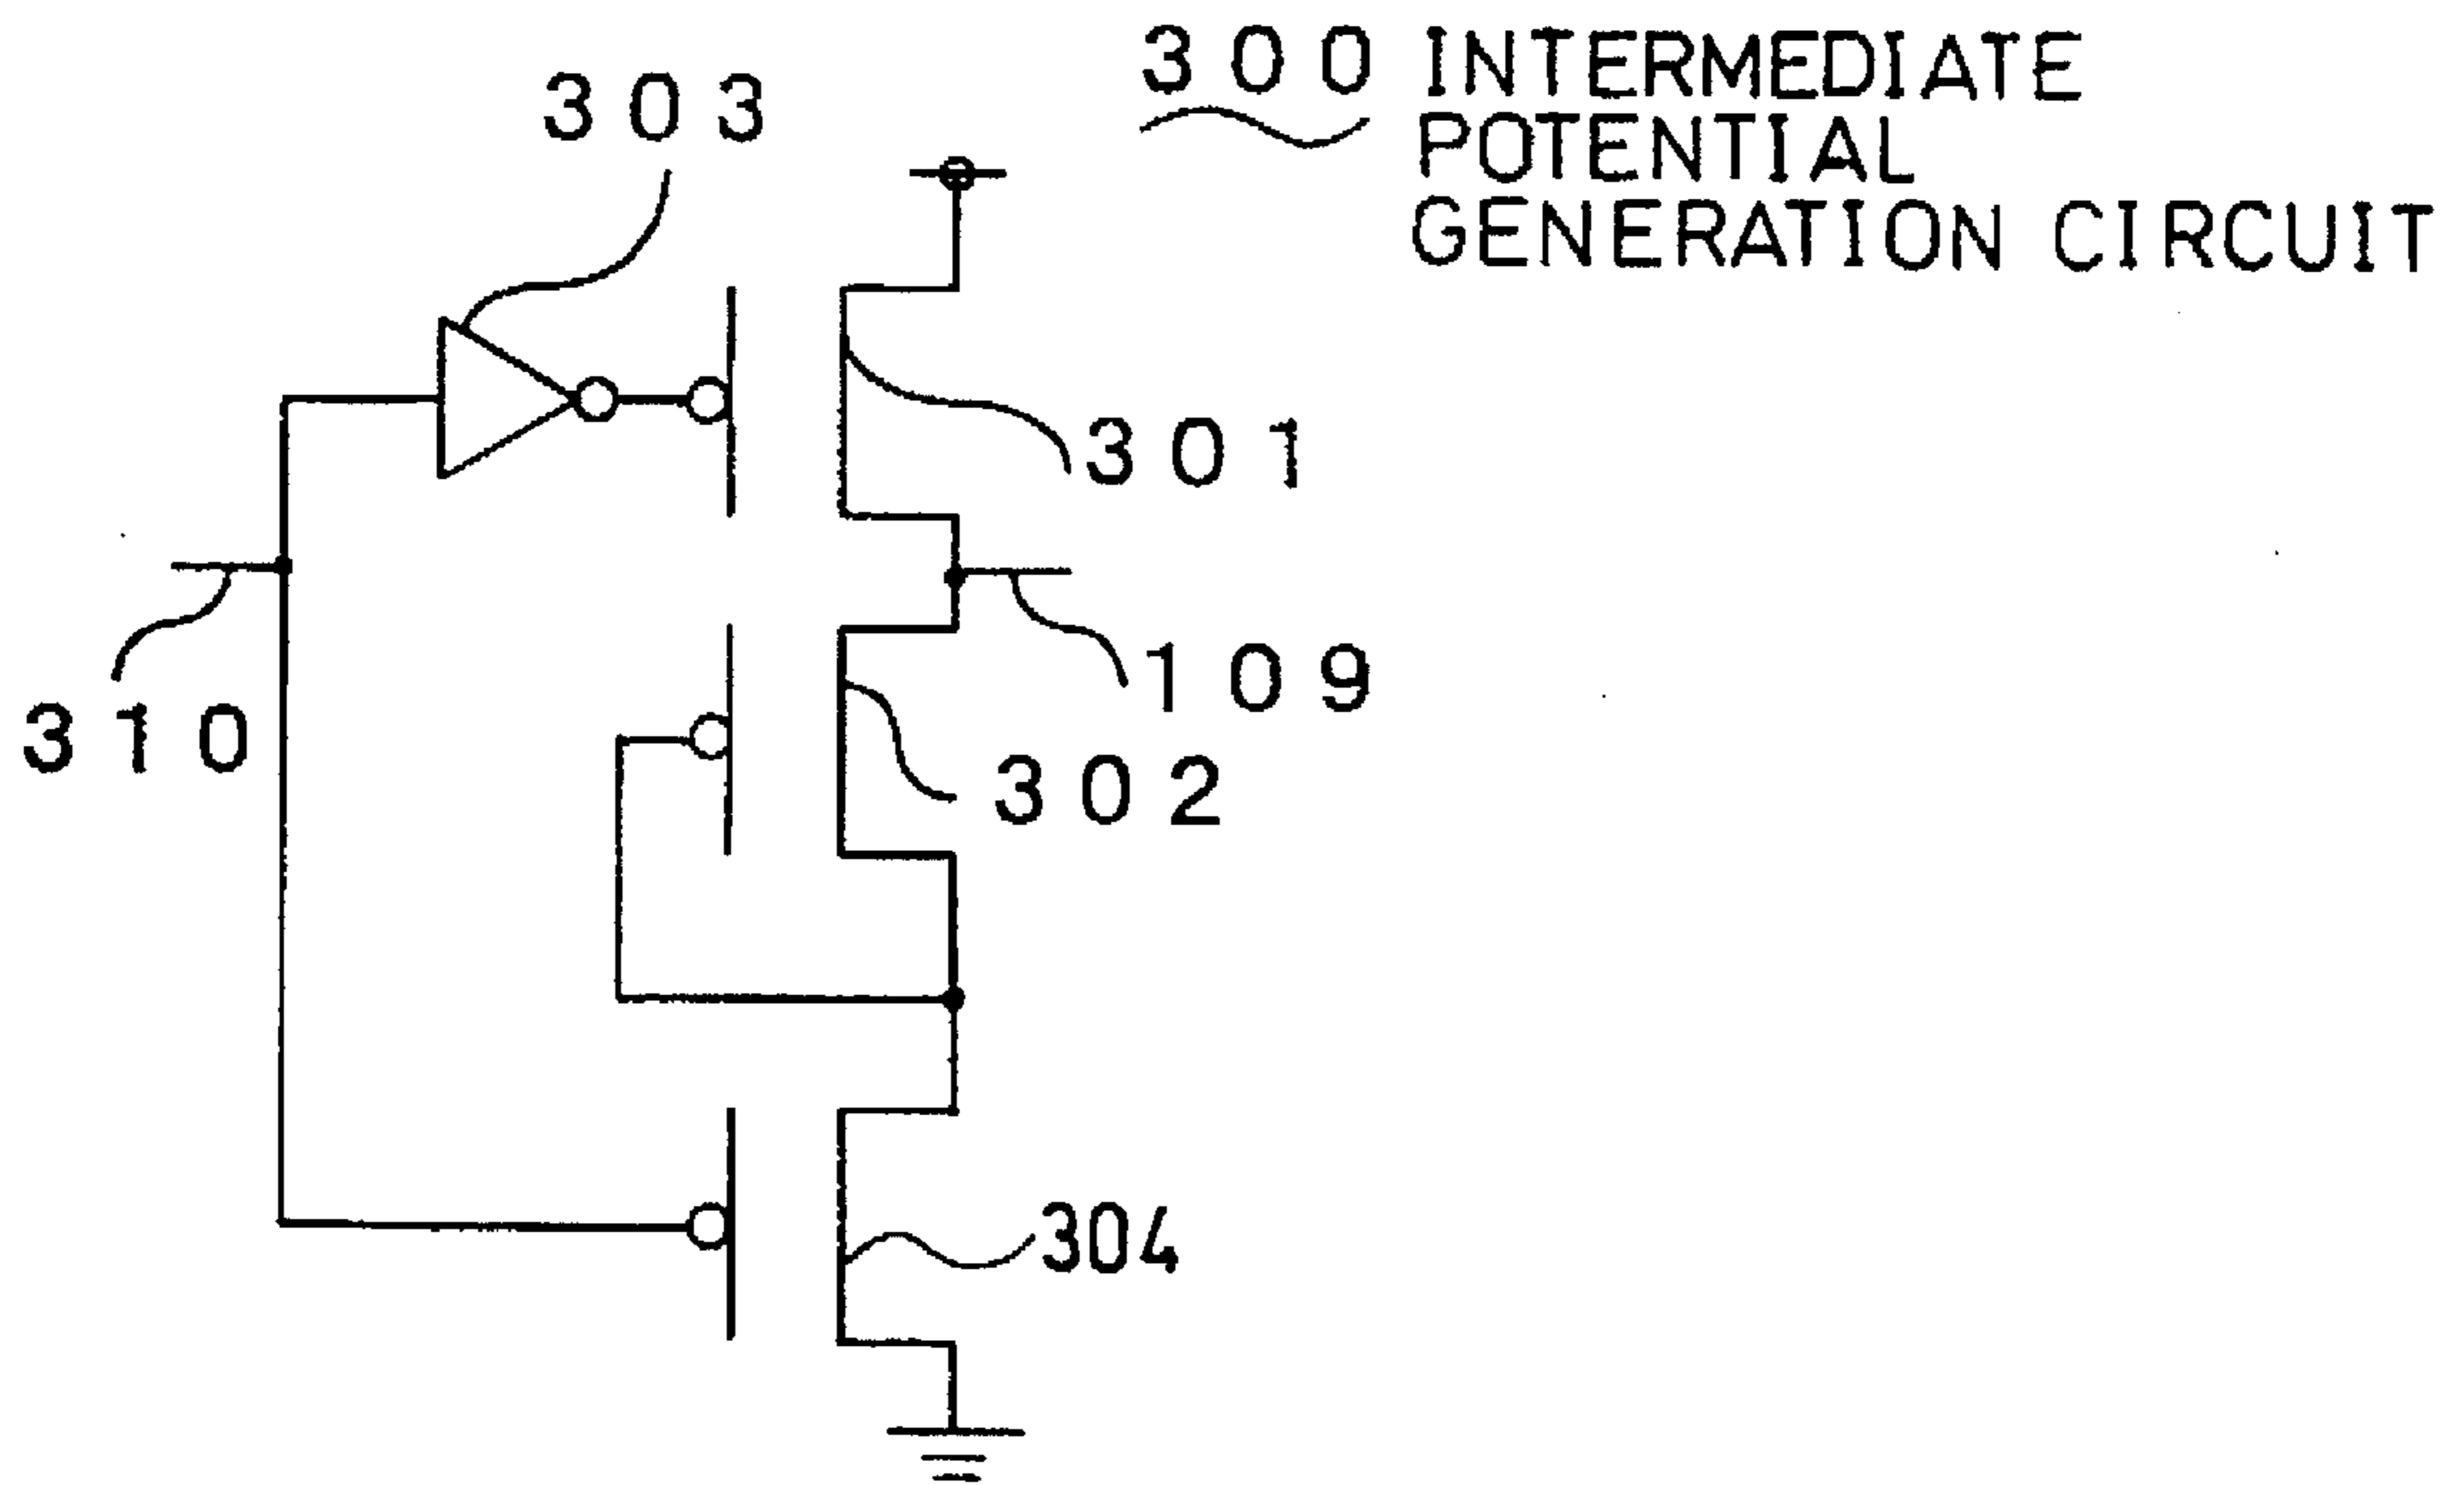 300 INTERMEDIATE
POTENTIAL
GENERATION CIRCUIT
303
301
109
310
302
304